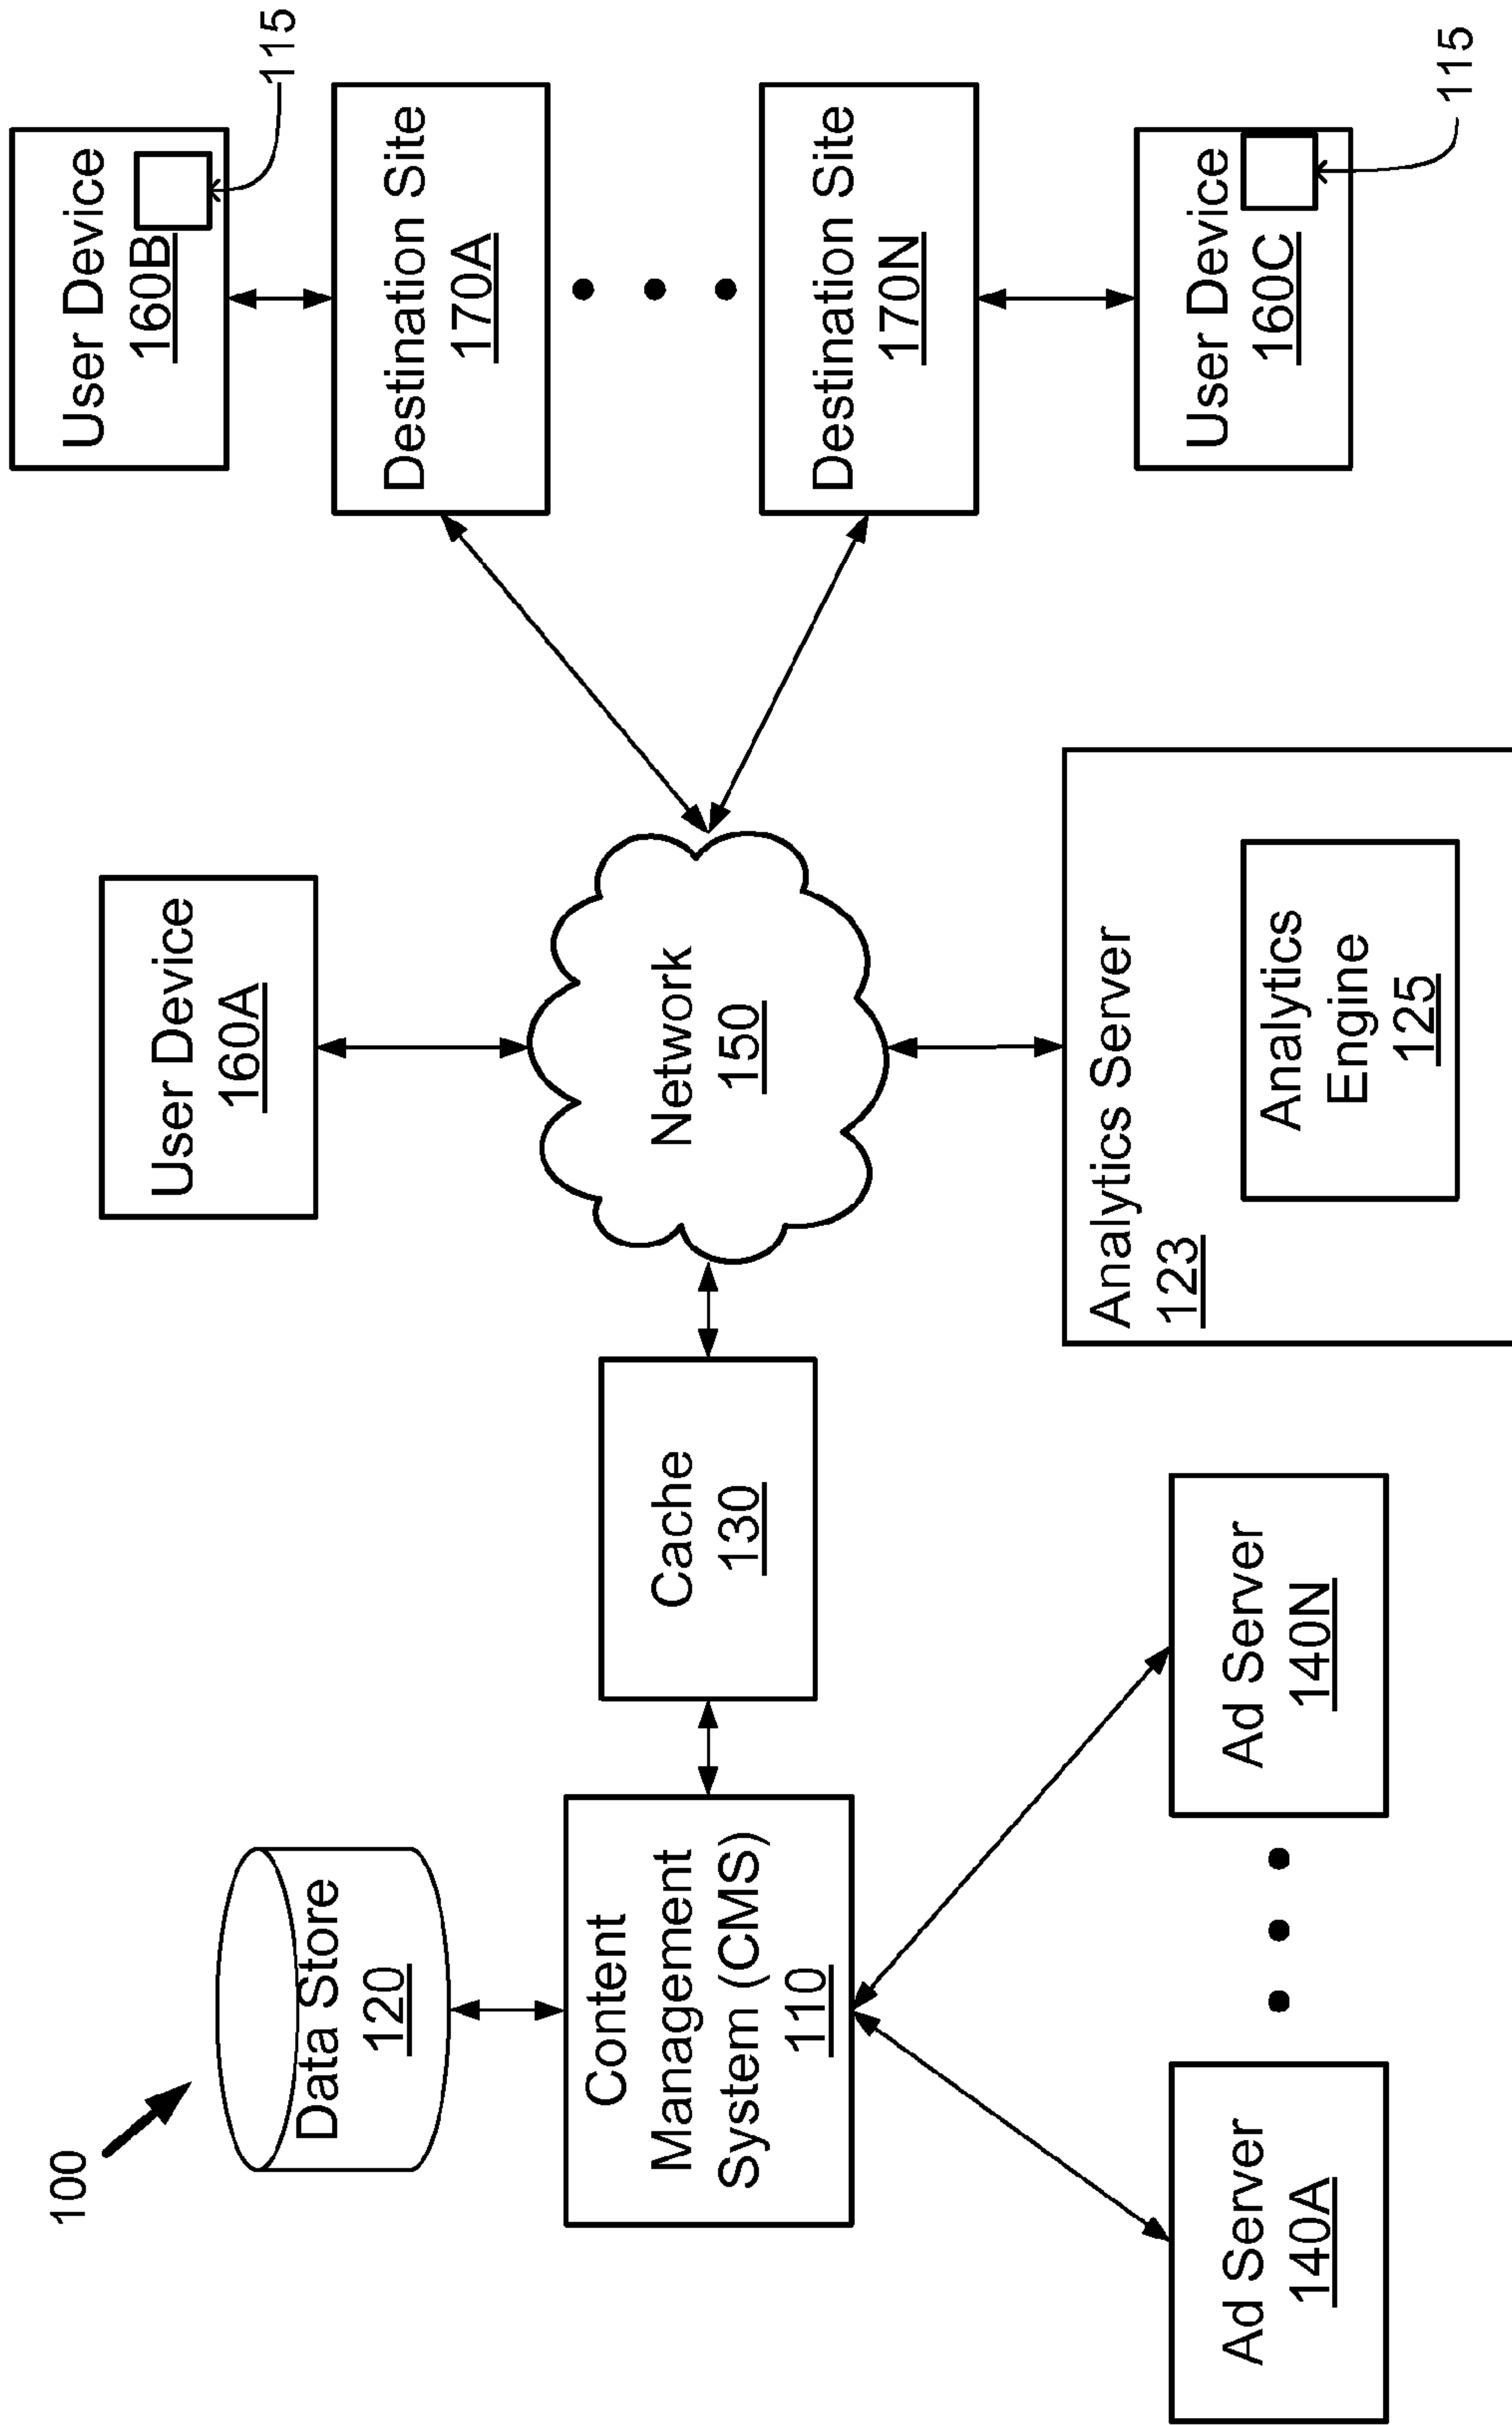 100
Data Store
120
Content
Management
System (CMS)
110
Ad Server
140A
Ad Server
140N
Cache
130
User Device
160A
Network
150
Analytics Server
123
Analytics
Engine
125
User Device
160B
115
Destination Site
170A
Destination Site
170N
User Device
160C
115